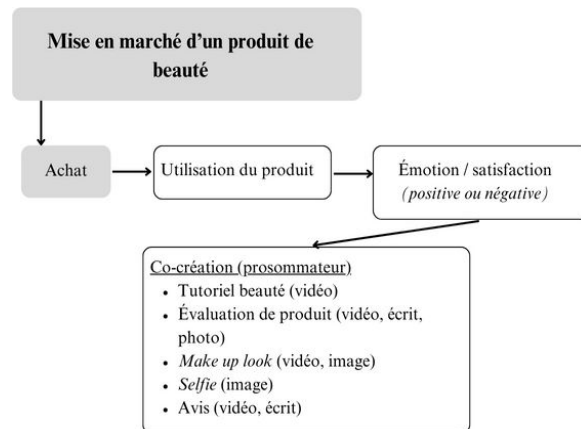 Mise en marché d'un produit de
beauté
Achat
Utilisation du produit
Émotion / satisfaction
(positive ou négative)
Co-création (prosommateur)
• Tutoriel beauté (vidéo)
• Évaluation de produit (vidéo, écrit,
photo)
• Make up look (vidéo, image)
• Selfie (image)
• Avis (vidéo, écrit)